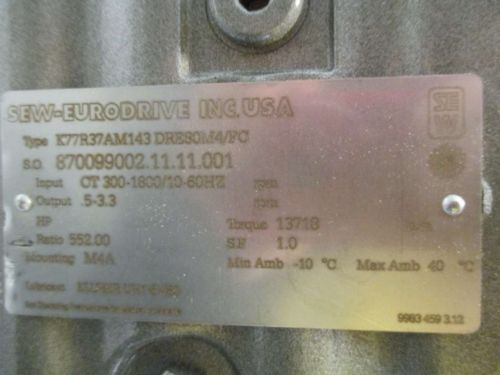 SEW-EURODRIVE INC. USA
SEW
Type K77R37AM143 DRE80M4/FC
S.O. 870099002.11.11.001
Input CT 300-1800/10-60HZ rpm
Output .5-3.3 rpm
HP Torque 13718
Ratio 552.00 S.F. 1.0
Mounting M4A Min Amb -10 °C Max Amb 40 °C
Lubricant
9983 459 3.12